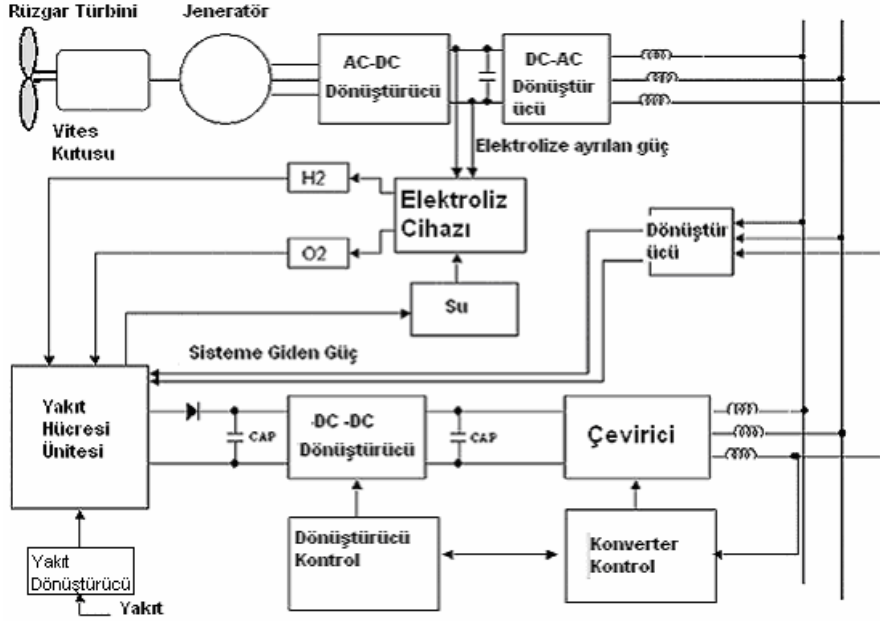 Rüzgar Türbini
Jeneratör
AC-DC
Dönüştürücü
DC-AC
Dönüştür
ücü
Vites
Kutusu
Elektrolize ayrılan güç
H2
Elektroliz
Cihazı
O2
Dönüştür
ücü
Su
Sisteme Giden Güç
Yakıt
Hücresi
Ünitesi
CAP
-DC -DC
Dönüştürücü
CAP
Çevirici
Dönüştürücü
Kontrol
Konverter
Kontrol
Yakıt
Dönüştürücü
Yakıt